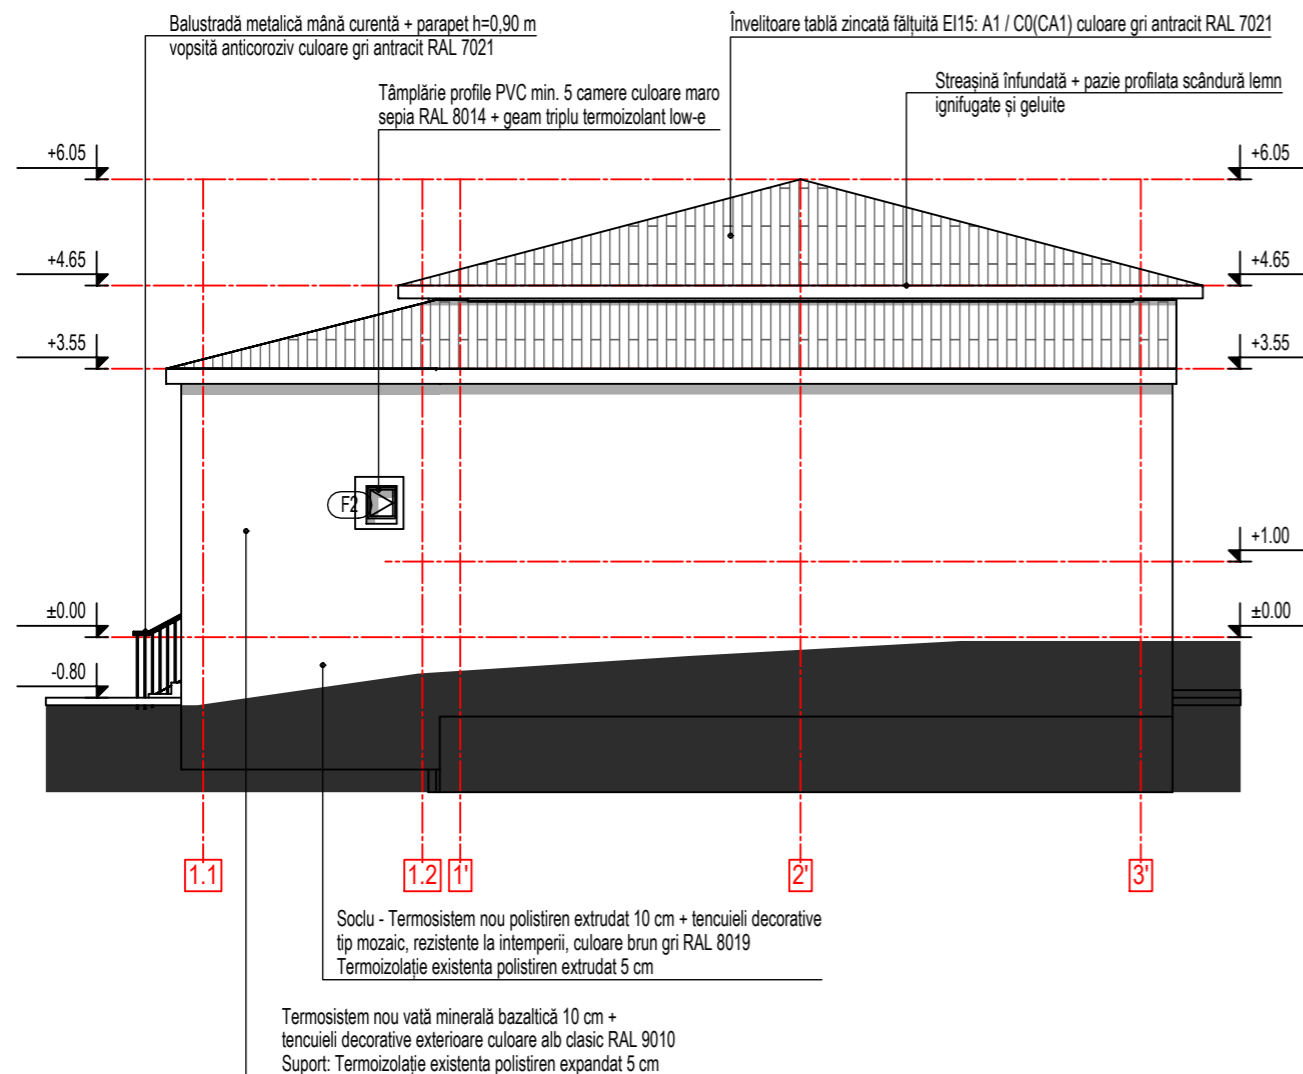 Balustradă metalică mână curentă + parapet h=0,90 m
vopsită anticoroziv culoare gri antracit RAL 7021
Învelitoare tablă zincată fălțuită EI15: A1 / C0(CA1) culoare gri antracit RAL 7021
Tâmplărie profile PVC min. 5 camere culoare maro
sepia RAL 8014 + geam triplu termoizolant low-e
Streașină înfundată + pazie profilata scândură lemn
ignifugate și geluite
+6.05
+6.05
+4.65
+4.65
+3.55
+3.55
F2
+1.00
±0.00
±0.00
-0.80
1.1
1.2
1'
2'
3'
Soclu - Termosistem nou polistiren extrudat 10 cm + tencuieli decorative
tip mozaic, rezistente la intemperii, culoare brun gri RAL 8019
Termoizolație existenta polistiren extrudat 5 cm
Termosistem nou vată minerală bazaltică 10 cm +
tencuieli decorative exterioare culoare alb clasic RAL 9010
Suport: Termoizolație existenta polistiren expandat 5 cm